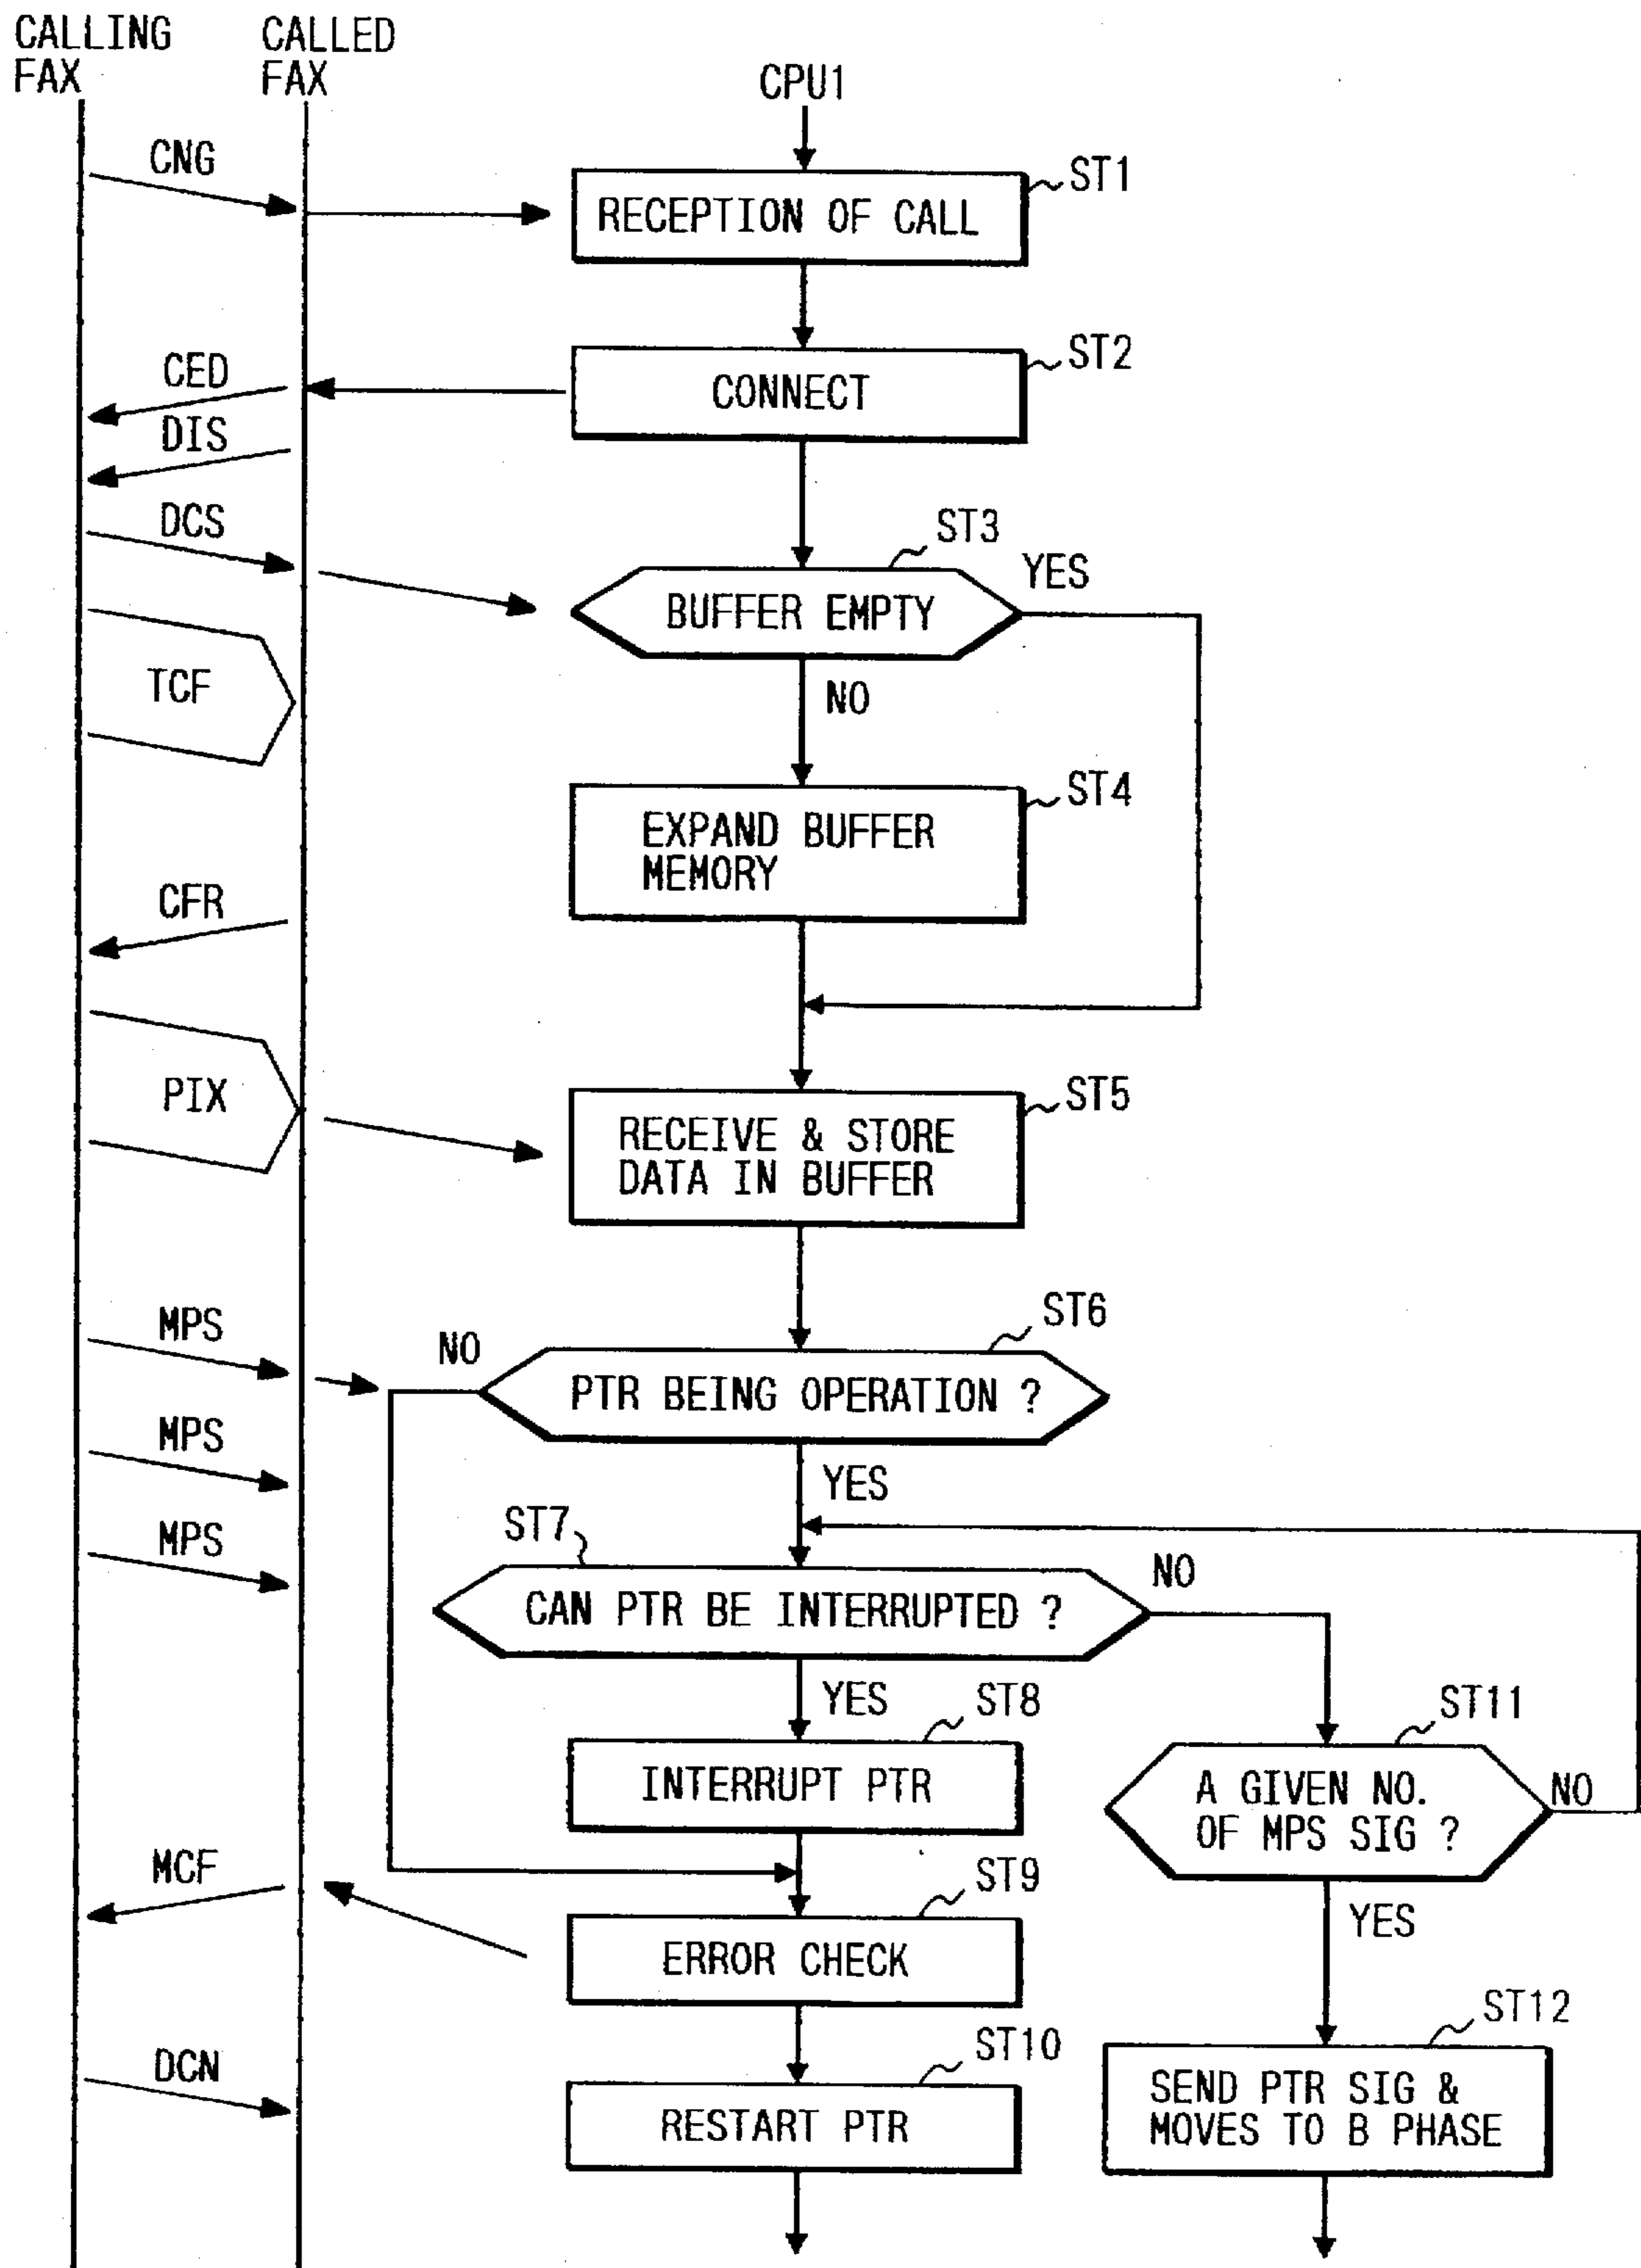 CALLING
FAX
CALLED
FAX
CPU1
CNG
ST1
RECEPTION OF CALL
ST2
CED
CONNECT
DIS
DCS
ST3
YES
BUFFER EMPTY
TCF
NO
ST4
EXPAND BUFFER
MEMORY
CFR
PIX
ST5
RECEIVE & STORE
DATA IN BUFFER
MPS
ST6
NO
PTR BEING OPERATION ?
MPS
YES
ST7
MPS
NO
CAN PTR BE INTERRUPTED ?
YES
ST8
ST11
INTERRUPT PTR
A GIVEN NO.
OF MPS SIG ?
NO
MCF
ST9
YES
ERROR CHECK
ST12
ST10
DCN
SEND PTR SIG &
MOVES TO B PHASE
RESTART PTR